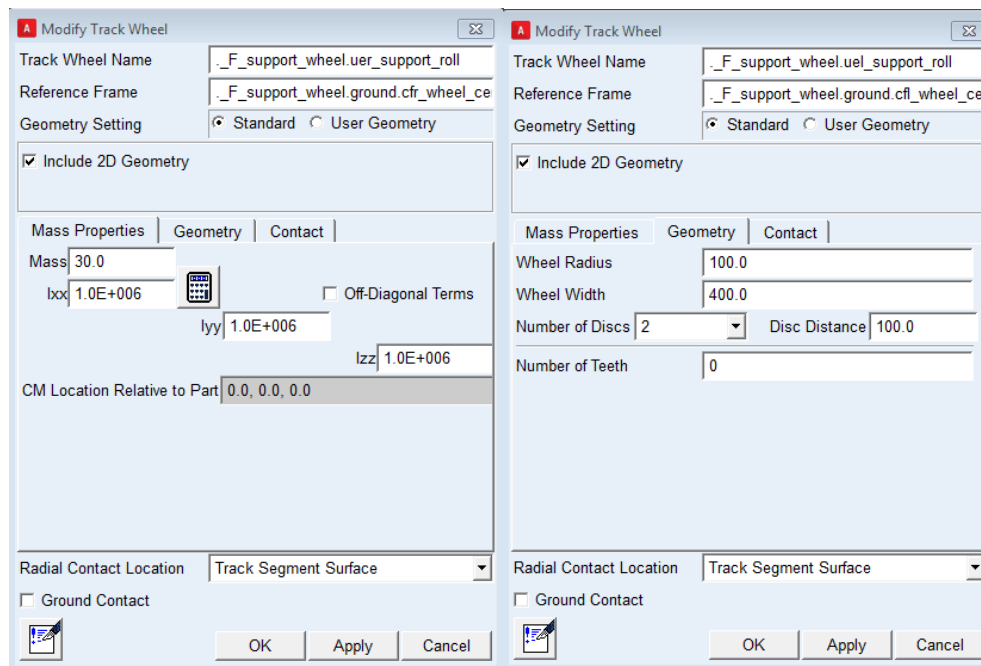 Modify Track Wheel
Track Wheel Name ._F_support_wheel.uer_support_roll
Reference Frame ._F_support_wheel.ground.cfr_wheel_ce
Geometry Setting Standard User Geometry
Include 2D Geometry
Mass Properties Geometry Contact
Mass 30.0
Ixx 1.0E+006 Off-Diagonal Terms
Iyy 1.0E+006
Izz 1.0E+006
CM Location Relative to Part 0.0, 0.0, 0.0
Radial Contact Location Track Segment Surface
Ground Contact
OK Apply Cancel
Modify Track Wheel
Track Wheel Name ._F_support_wheel.uel_support_roll
Reference Frame ._F_support_wheel.ground.cfl_wheel_ce
Geometry Setting Standard User Geometry
Include 2D Geometry
Mass Properties Geometry Contact
Wheel Radius 100.0
Wheel Width 400.0
Number of Discs 2 Disc Distance 100.0
Number of Teeth 0
Radial Contact Location Track Segment Surface
Ground Contact
OK Apply Cancel